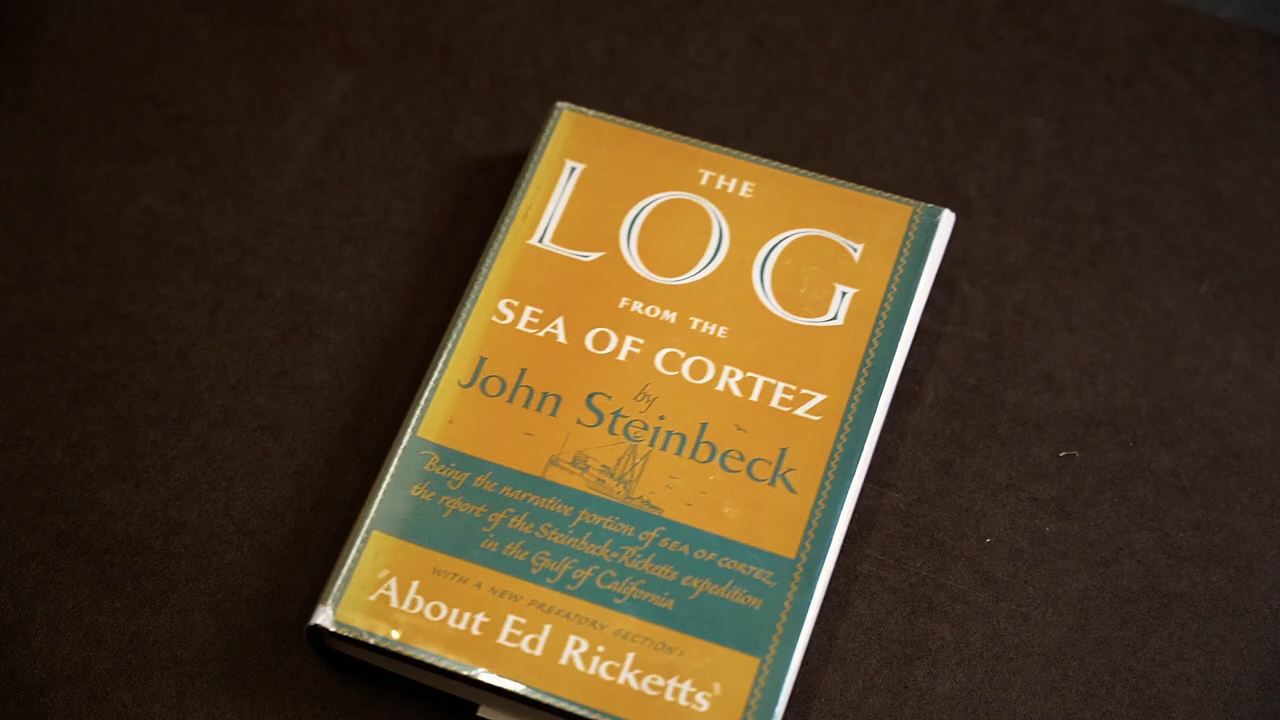 THE
LOG
FROM THE
SEA OF CORTEZ
by
John Steinbeck
Being the narrative portion of SEA OF CORTEZ,
the report of the Steinbeck-Ricketts expedition
in the Gulf of California
WITH A NEW PREFATORY SECTION:
"About Ed Ricketts"